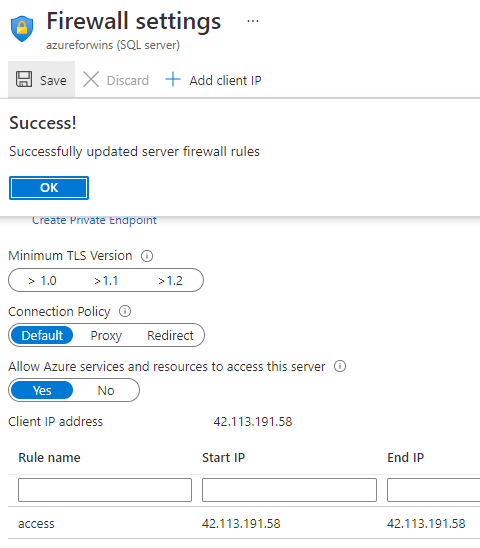 Firewall settings ...
azureforwins (SQL server)
Save Discard Add client IP
Success!
Successfully updated server firewall rules
OK
Create Private Endpoint
Minimum TLS Version
> 1.0 >1.1 >1.2
Connection Policy
Default Proxy Redirect
Allow Azure services and resources to access this server
Yes No
Client IP address 42.113.191.58
Rule name Start IP End IP
access 42.113.191.58 42.113.191.58